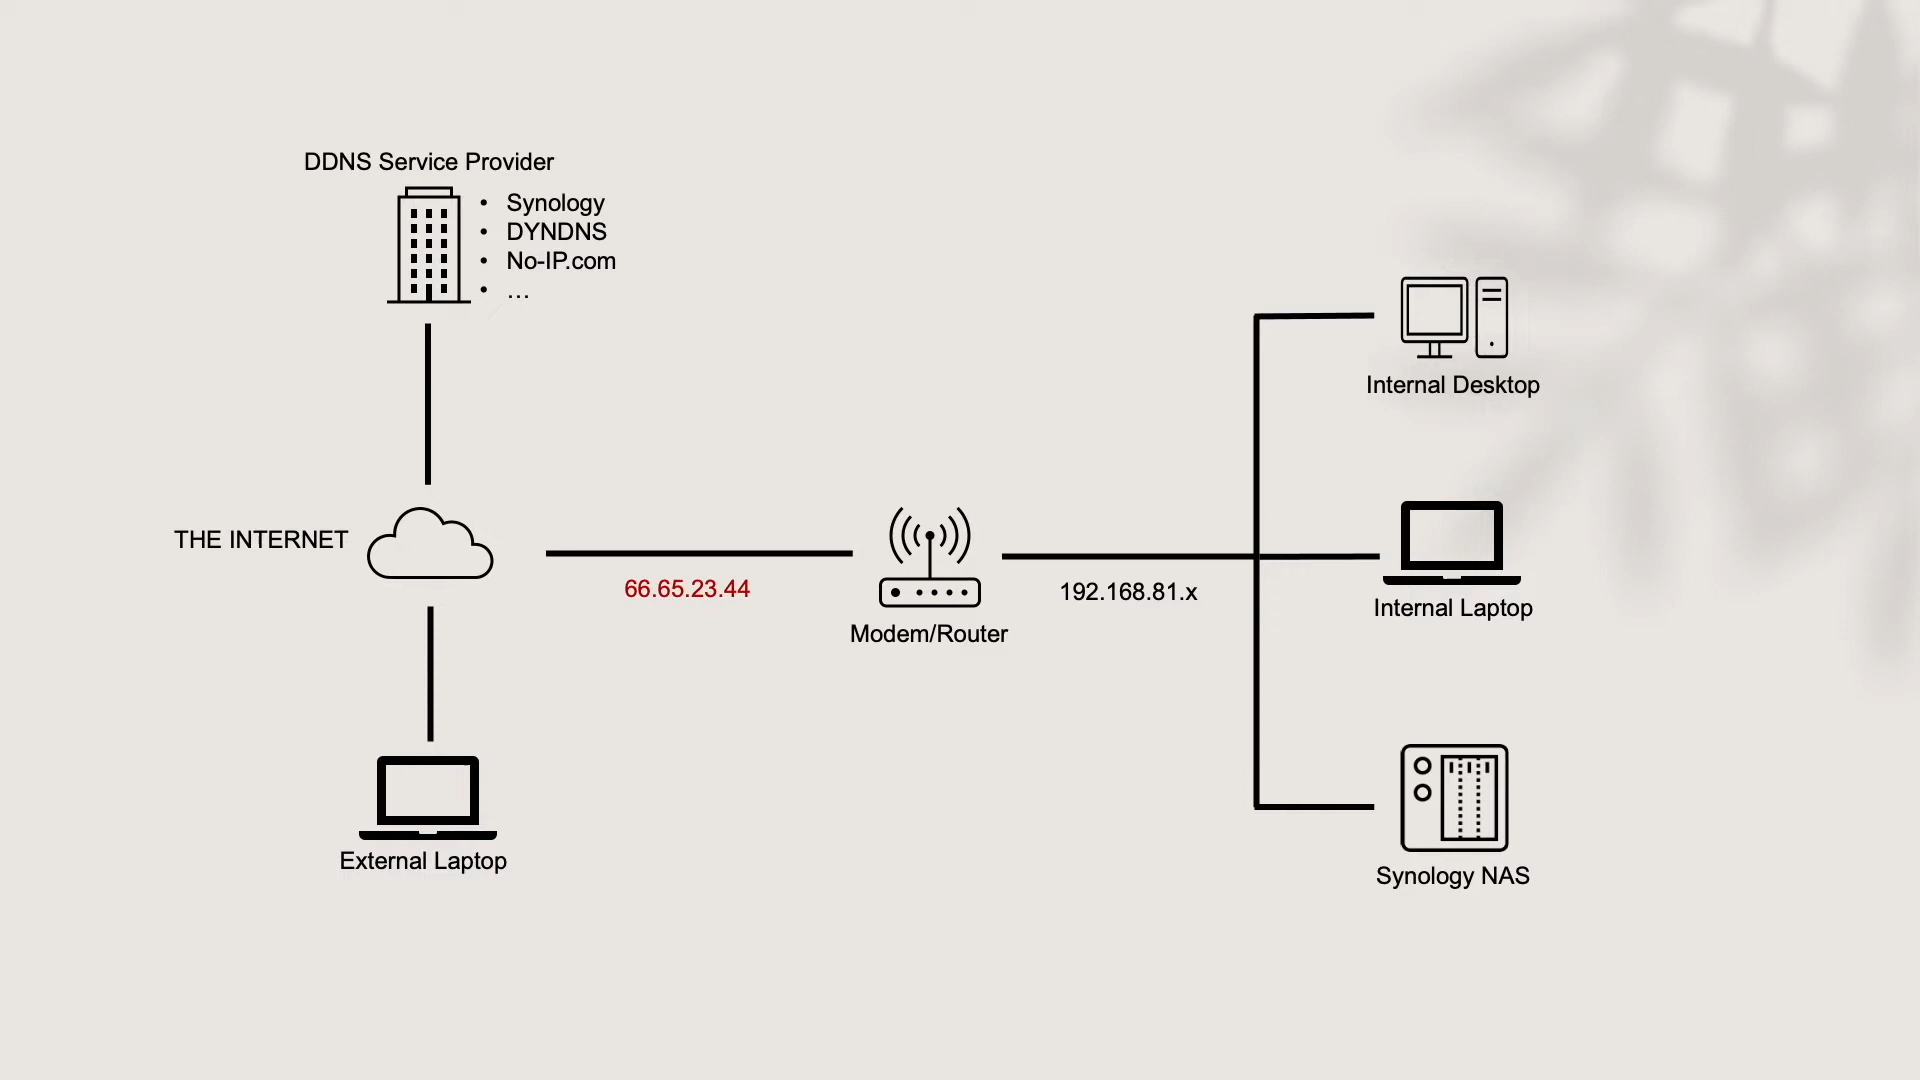 DDNS Service Provider
• Synology
• DYNDNS
• No-IP.com
• ...
Internal Desktop
THE INTERNET
66.65.23.44
192.168.81.x
Modem/Router
Internal Laptop
External Laptop
Synology NAS